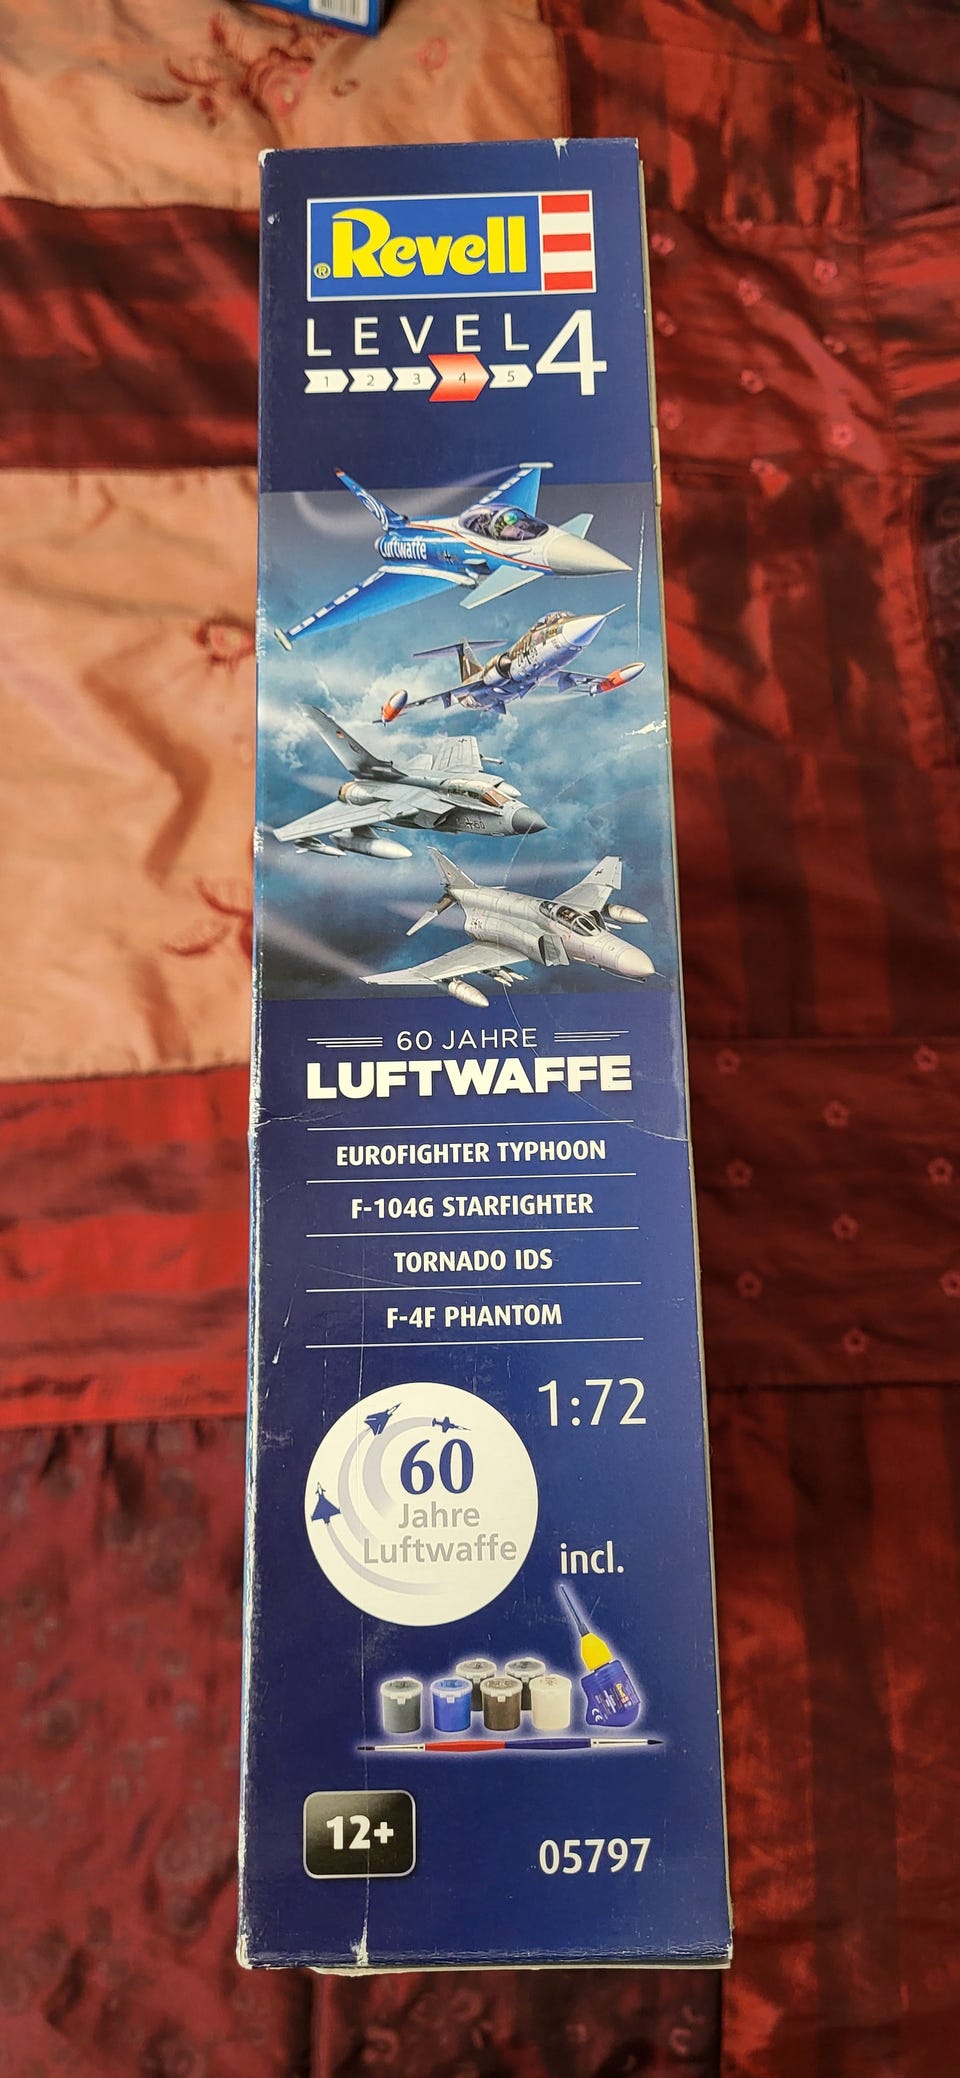 ® Revell
LEVEL 4
1 2 3 4 5
Luftwaffe
60 JAHRE
LUFTWAFFE
EUROFIGHTER TYPHOON
F-104G STARFIGHTER
TORNADO IDS
F-4F PHANTOM
1:72
60
Jahre
Luftwaffe
incl.
12+
05797